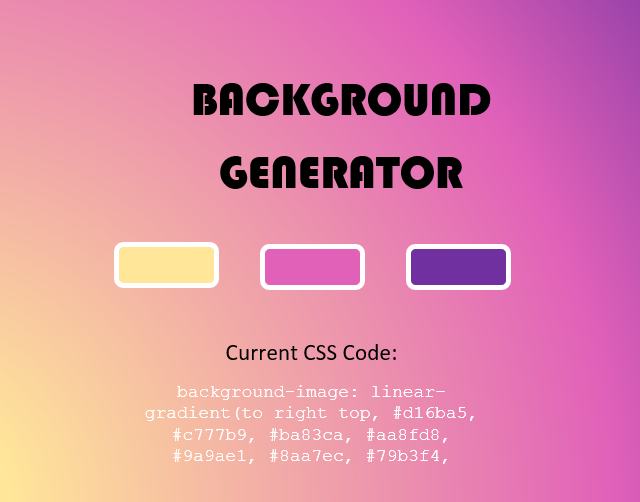 BACKGROUND
GENERATOR
Current CSS Code:
background-image: linear-
gradient(to right top, #d16ba5,
#c777b9, #ba83ca, #aa8fd8,
#9a9ae1, #8aa7ec, #79b3f4,